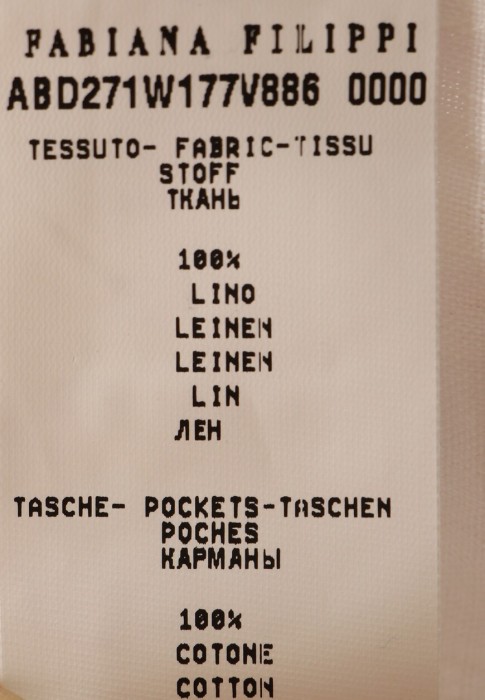 FABIANA FILIPPI
ABD271W177V886 0000
TESSUTO- FABRIC-TISSU
STOFF
ТКАНЬ
100%
LINO
LEINEN
LEINEN
LIN
ЛЕН
TASCHE- POCKETS-TASCHEN
POCHES
КАРМАНЫ
100%
COTONE
COTTON